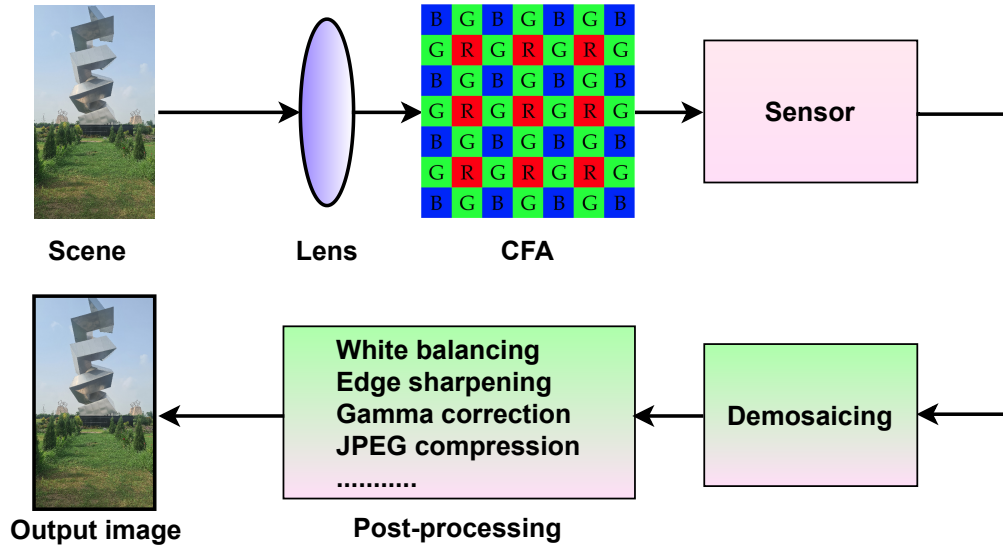 B G B G B G B
G R G R G R G
B G B G B G B
G R G R G R G
B G B G B G B
G R G R G R G
B G B G B G B
Sensor
Scene
Lens
CFA
White balancing
Edge sharpening
Gamma correction
JPEG compression
...........
Demosaicing
Output image
Post-processing